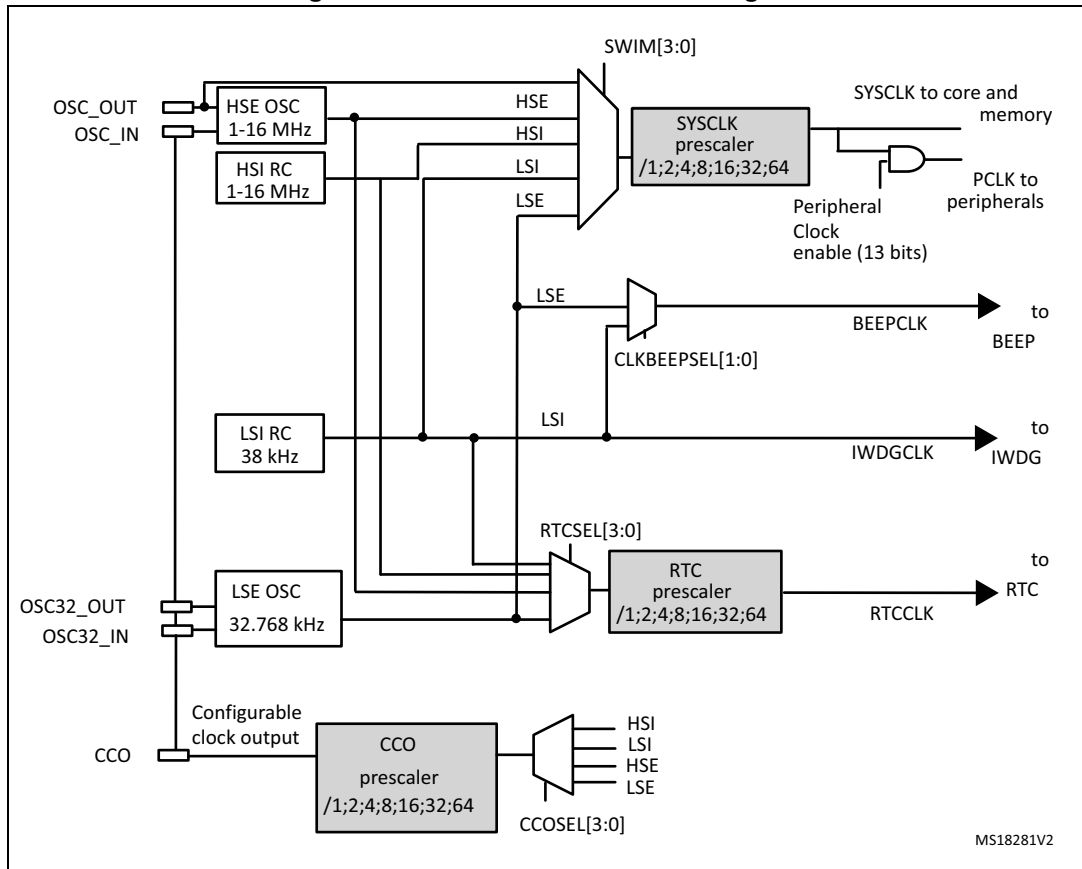 SWIM[3:0]
OSC_OUT
OSC_IN
HSE OSC
1-16 MHz
HSE
HSI
LSI
LSE
HSI RC
1-16 MHz
SYSCLK
prescaler
/1;2;4;8;16;32;64
SYSCLK to core and
memory
PCLK to
peripherals
Peripheral
Clock
enable (13 bits)
LSE
CLKBEEPSEL[1:0]
BEEPCLK
to
BEEP
LSI RC
38 kHz
LSI
IWDGCLK
to
IWDG
RTCSEL[3:0]
OSC32_OUT
OSC32_IN
LSE OSC
32.768 kHz
RTC
prescaler
/1;2;4;8;16;32;64
RTCCLK
to
RTC
CCO
Configurable
clock output
CCO
prescaler
/1;2;4;8;16;32;64
HSI
LSI
HSE
LSE
CCOSEL[3:0]
MS18281V2